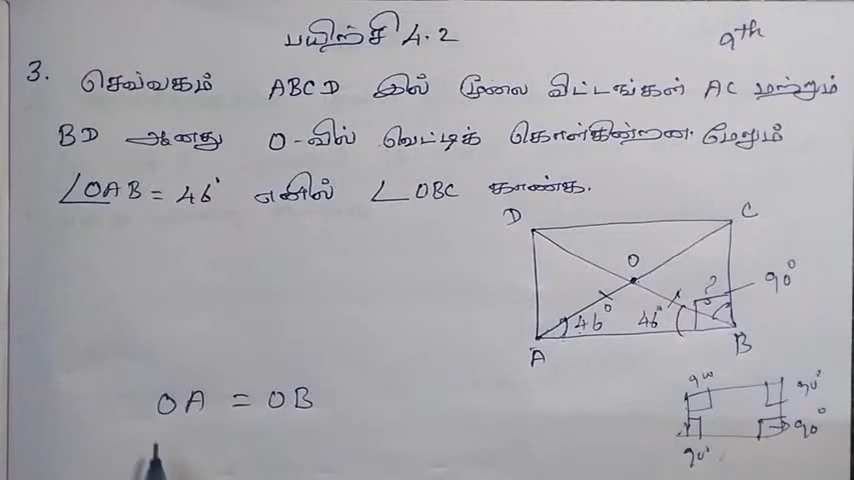 பயிற்சி 4.2
9th
3. செவ்வகம் ABCD இல் மூலை விட்டங்கள் AC மற்றும்
BD ஆனது O-வில் வெட்டிக் கொள்கின்றன. மேலும்
∠OAB = 46° எனில் ∠OBC காண்க.
D C
O
? 90°
46° 46°
A B
OA = OB
90° 90°
90°
90°